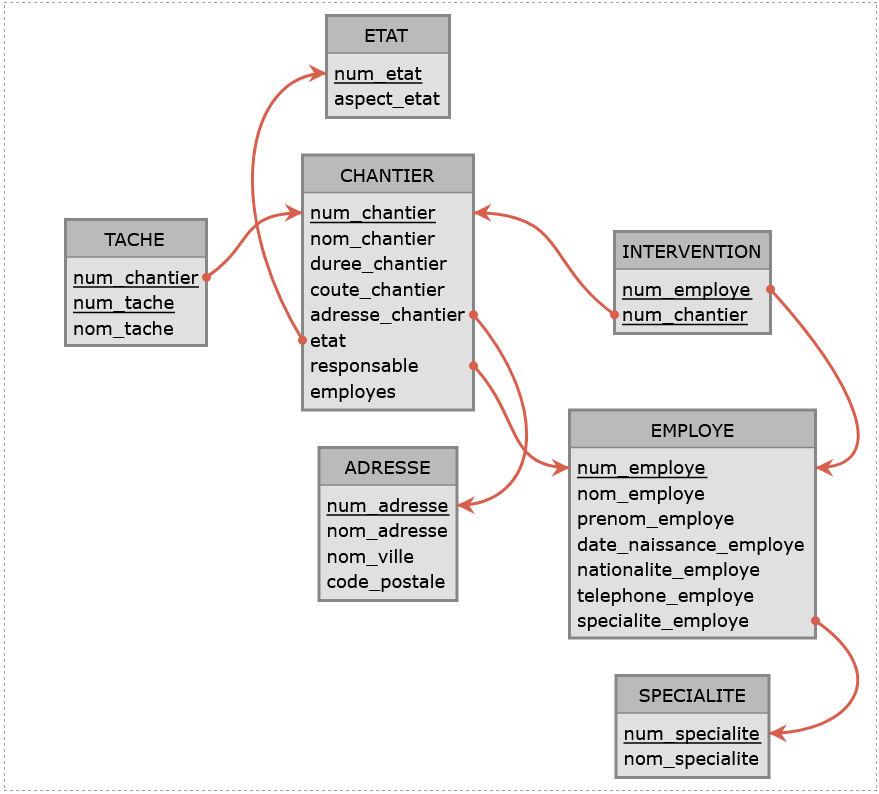 ETAT
num_etat
aspect_etat
CHANTIER
num_chantier
nom_chantier
duree_chantier
coute_chantier
adresse_chantier
etat
responsable
employes
TACHE
num_chantier
num_tache
nom_tache
INTERVENTION
num_employe
num_chantier
ADRESSE
num_adresse
nom_adresse
nom_ville
code_postale
EMPLOYE
num_employe
nom_employe
prenom_employe
date_naissance_employe
nationalite_employe
telephone_employe
specialite_employe
SPECIALITE
num_specialite
nom_specialite